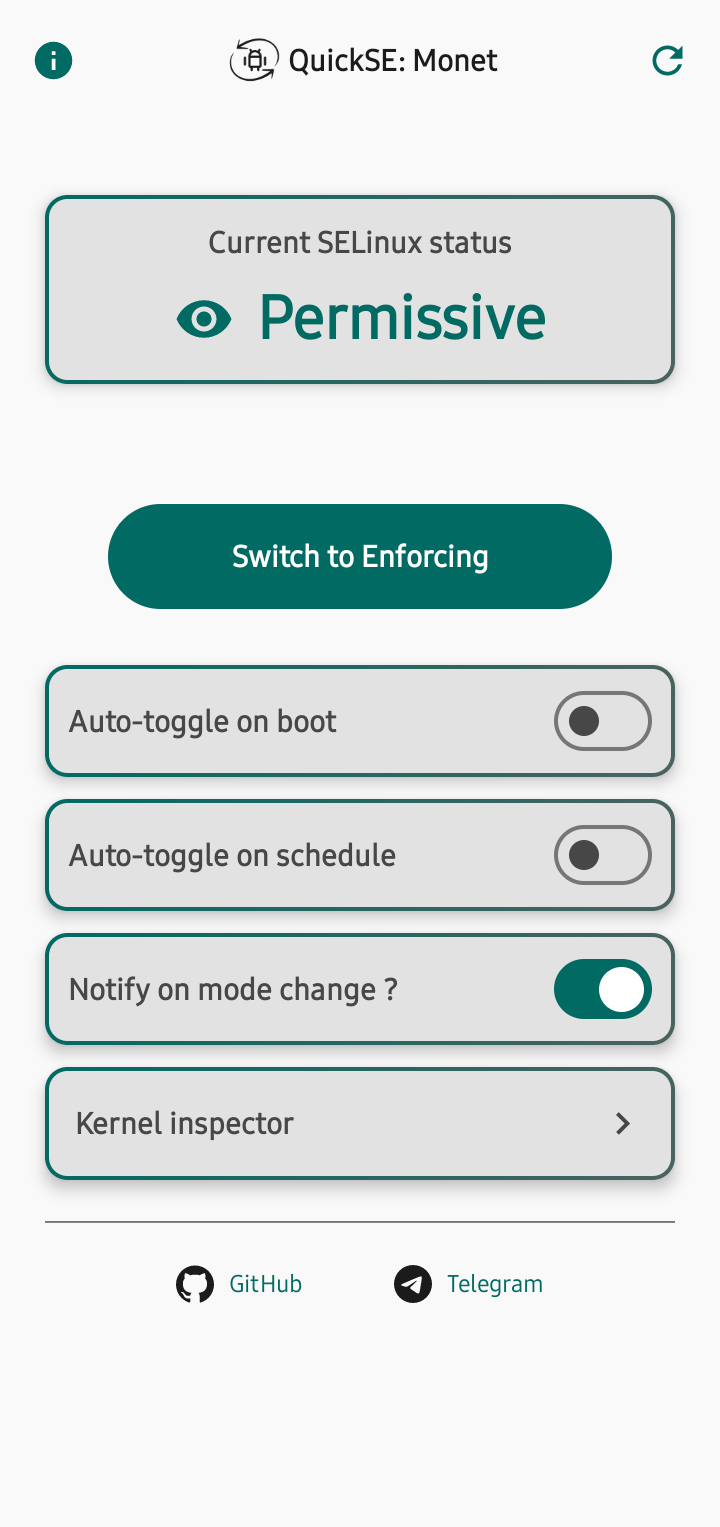 QuickSE: Monet
Current SELinux status
Permissive
Switch to Enforcing
Auto-toggle on boot
Auto-toggle on schedule
Notify on mode change ?
Kernel inspector
GitHub
Telegram